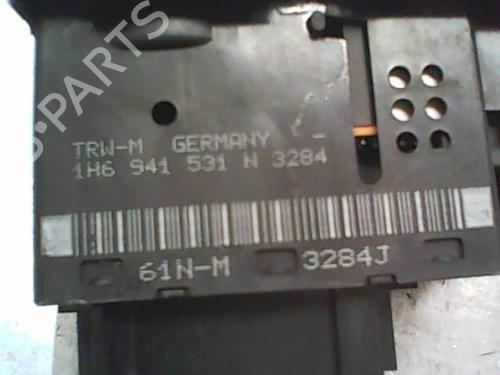 B-PARTS
TRW-M GERMANY
1H6 941 531 N 3284
61N-M 3284J